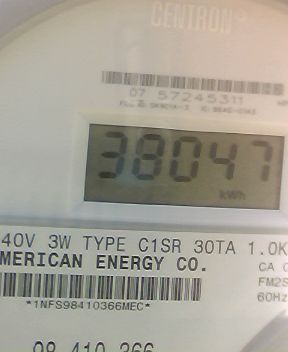 CENTRON
07 57245311
38047
kWh
40V 3W TYPE C1SR 30TA 1.0K
MERICAN ENERGY CO.
CA 0
FM2S
60Hz
*1NFS98410366MEC*
98 410 366